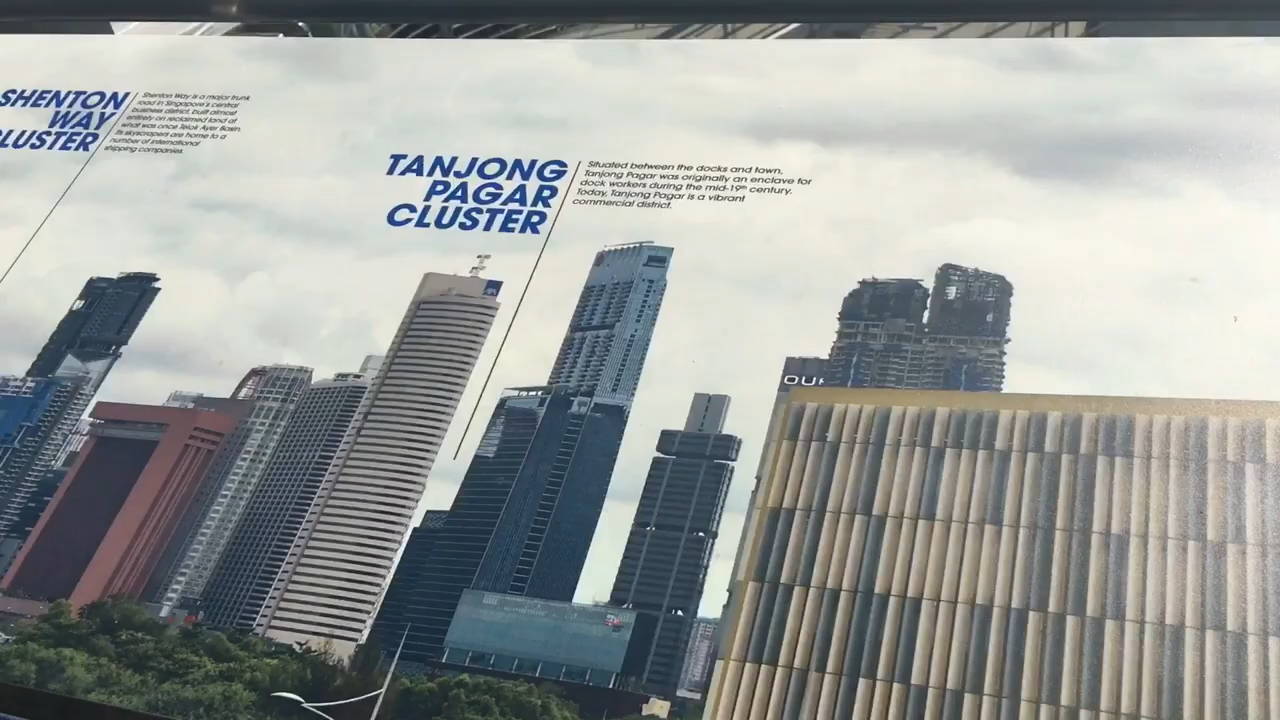 SHENTON
WAY
CLUSTER
Shenton Way is a major trunk
road in Singapore's central
business district, built almost
entirely on reclaimed land at
what was once Telok Ayer Basin.
Its skyscrapers are home to a
number of international
shipping companies.
TANJONG
PAGAR
CLUSTER
Situated between the docks and town,
Tanjong Pagar was originally an enclave for
dock workers during the mid-19th century.
Today, Tanjong Pagar is a vibrant
commercial district.
OUE